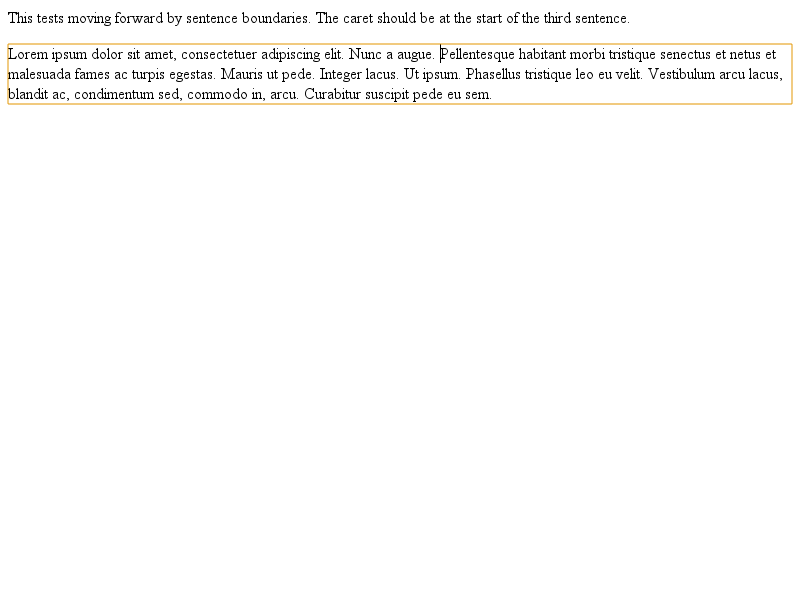 This tests moving forward by sentence boundaries. The caret should be at the start of the third sentence.
Lorem ipsum dolor sit amet, consectetuer adipiscing elit. Nunc a augue. Pellentesque habitant morbi tristique senectus et netus et
malesuada fames ac turpis egestas. Mauris ut pede. Integer lacus. Ut ipsum. Phasellus tristique leo eu velit. Vestibulum arcu lacus,
blandit ac, condimentum sed, commodo in, arcu. Curabitur suscipit pede eu sem.